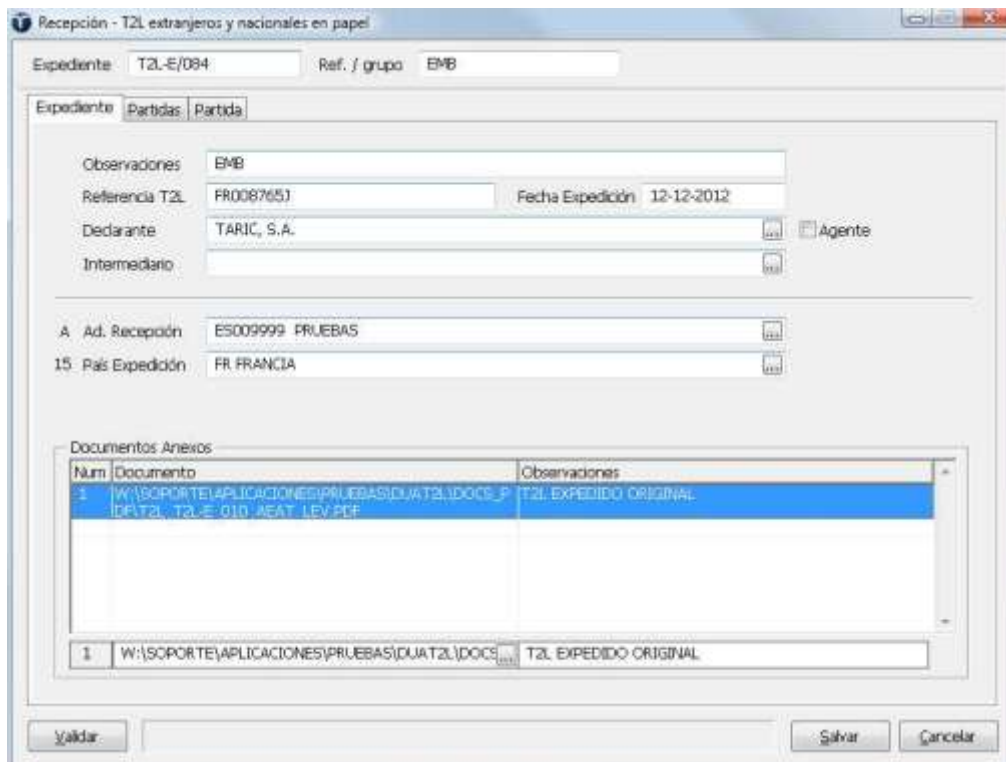 Recepción - T2L extranjeros y nacionales en papel
Expediente T2L-E/084 Ref. / grupo EMB
Expediente Partidas Partida
Observaciones EMB
Referencia T2L FR008765J Fecha Expedición 12-12-2012
Declarante TARIC, S.A. ... Agente
Intermediario ...
A Ad. Recepción ES009999 PRUEBAS ...
15 País Expedición FR FRANCIA ...
Documentos Anexos
Num Documento Observaciones
1 W:\SOPORTE\APLICACIONES\PRUEBAS\DUAT2L\DOCS_P T2L EXPEDIDO ORIGINAL
DF\T2L_T2L-E_010_AEAT_LEV.PDF
1 W:\SOPORTE\APLICACIONES\PRUEBAS\DUAT2L\DOCS ... T2L EXPEDIDO ORIGINAL
Validar Salvar Cancelar